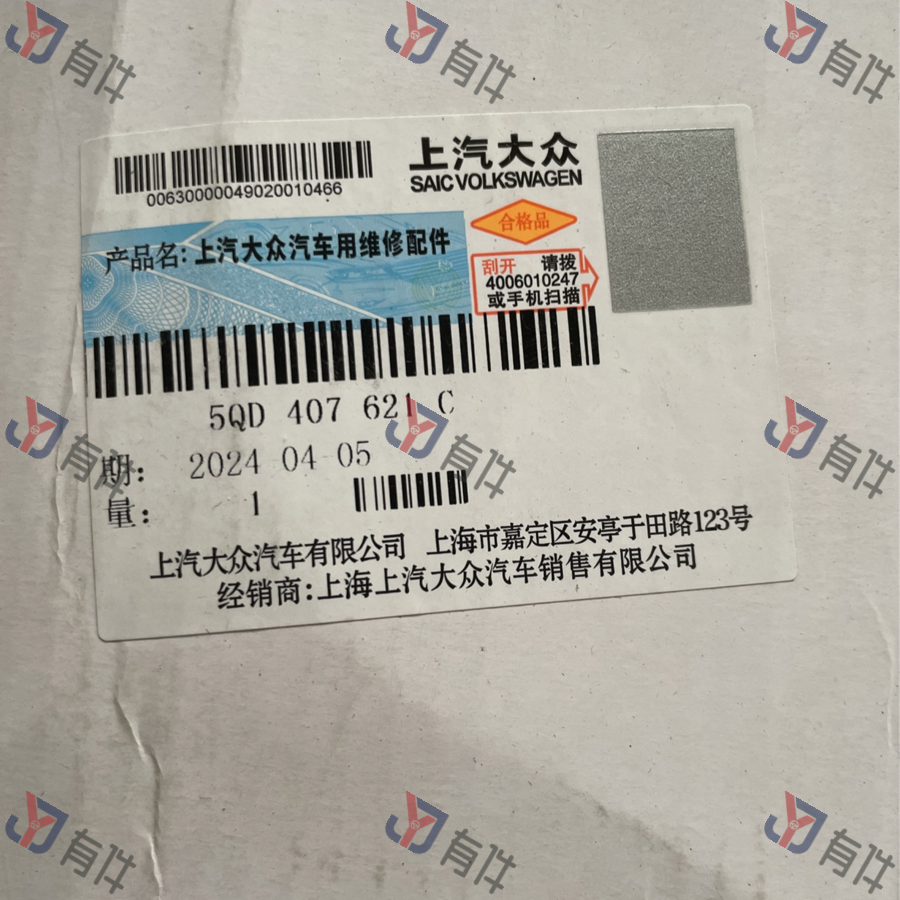 有件
有件
有件
上汽大众
SAIC VOLKSWAGEN
00630000049020010466
合格品
产品名: 上汽大众汽车用维修配件
刮开 请拨
4006010247
或手机扫描
5QD 407 621 C
有件
有件
有件
期: 2024 04 05
量: 1
上汽大众汽车有限公司 上海市嘉定区安亭于田路123号
经销商:上海上汽大众汽车销售有限公司
有件
有件
有件